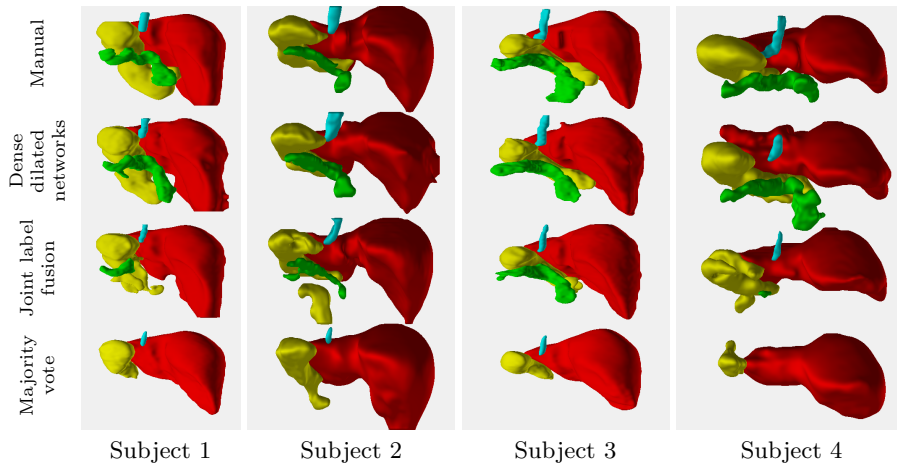 Manual
Dense
dilated
networks
Joint label
fusion
Majority
vote
Subject 1
Subject 2
Subject 3
Subject 4